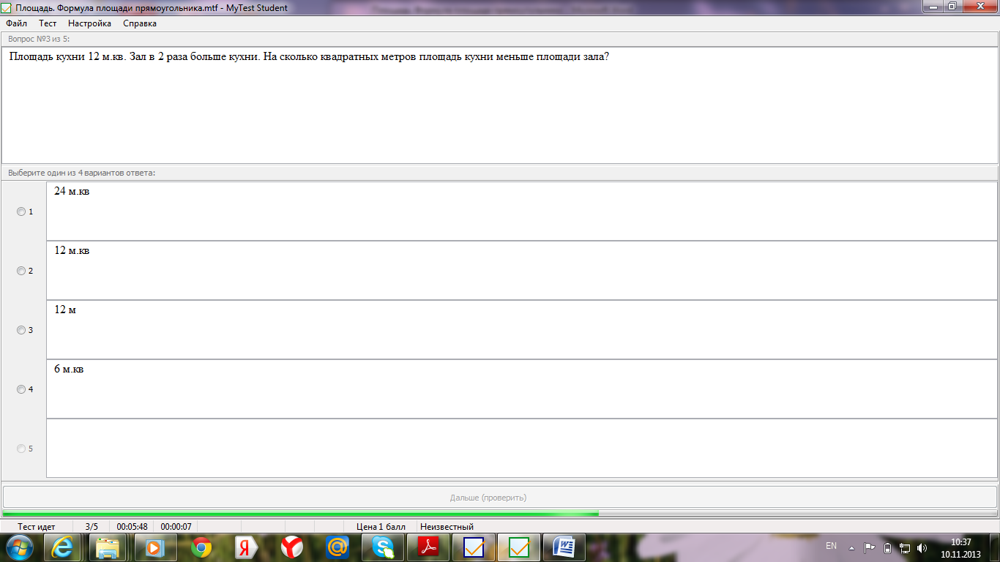 Площадь. Формула площади прямоугольника.mtf - MyTest Student
Файл Тест Настройка Справка
Вопрос №3 из 5:
Площадь кухни 12 м.кв. Зал в 2 раза больше кухни. На сколько квадратных метров площадь кухни меньше площади зала?
Выберите один из 4 вариантов ответа:
1 24 м.кв
2 12 м.кв
3 12 м
4 6 м.кв
5
Дальше (проверить)
Тест идет 3/5 00:05:48 00:00:07 Цена 1 балл Неизвестный
EN 10:37
10.11.2013